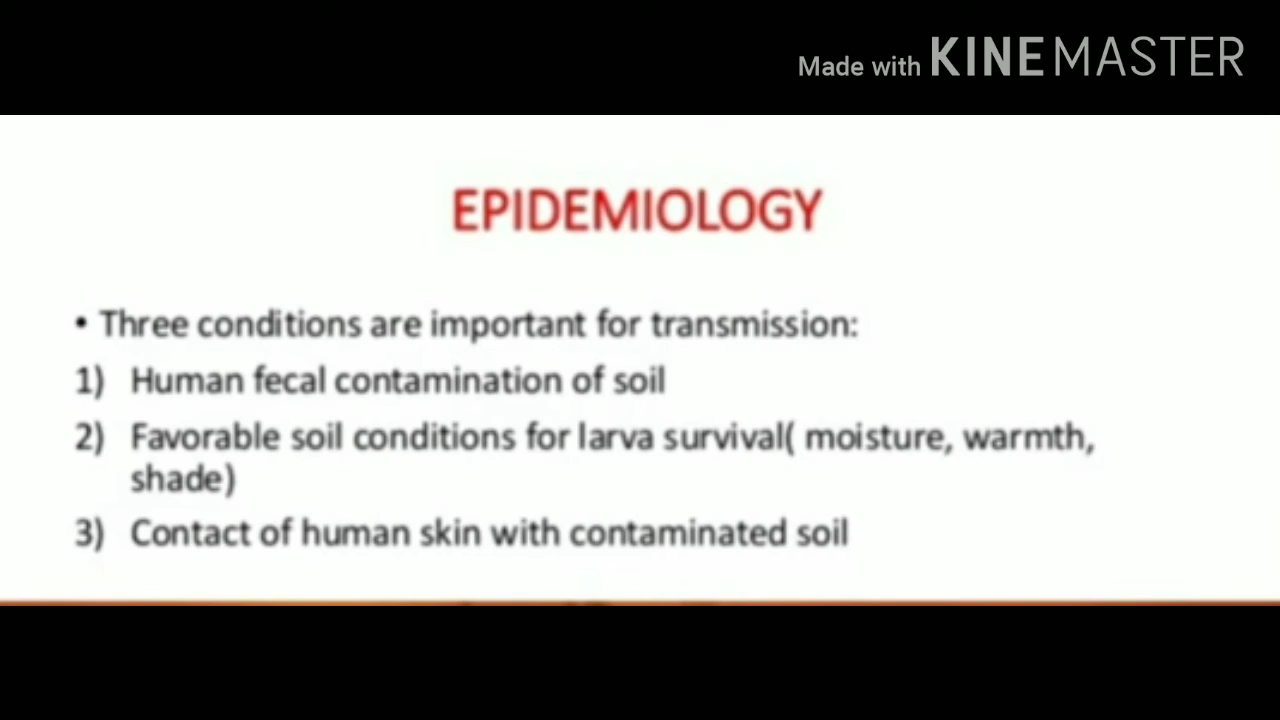 Made with KINEMASTER
EPIDEMIOLOGY
• Three conditions are important for transmission:
1) Human fecal contamination of soil
2) Favorable soil conditions for larva survival( moisture, warmth,
shade)
3) Contact of human skin with contaminated soil